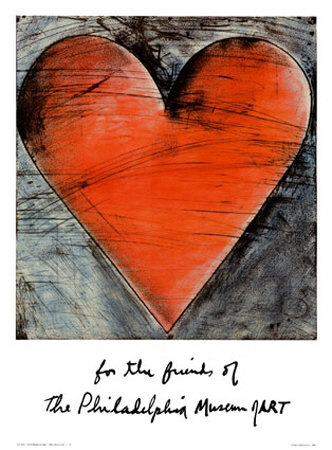 for the friends of
The Philadelphia Museum of ART